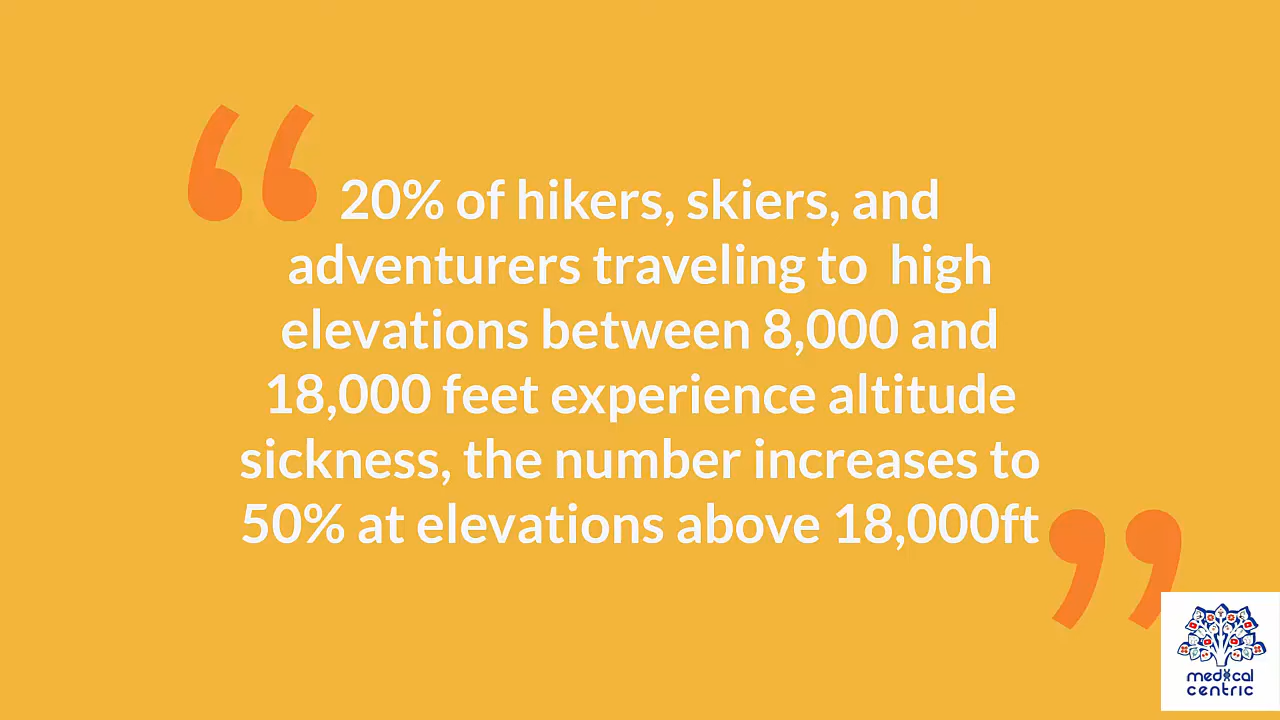 “ 20% of hikers, skiers, and
adventurers traveling to  high
elevations between 8,000 and
18,000 feet experience altitude
sickness, the number increases to
50% at elevations above 18,000ft ”
medical
centric